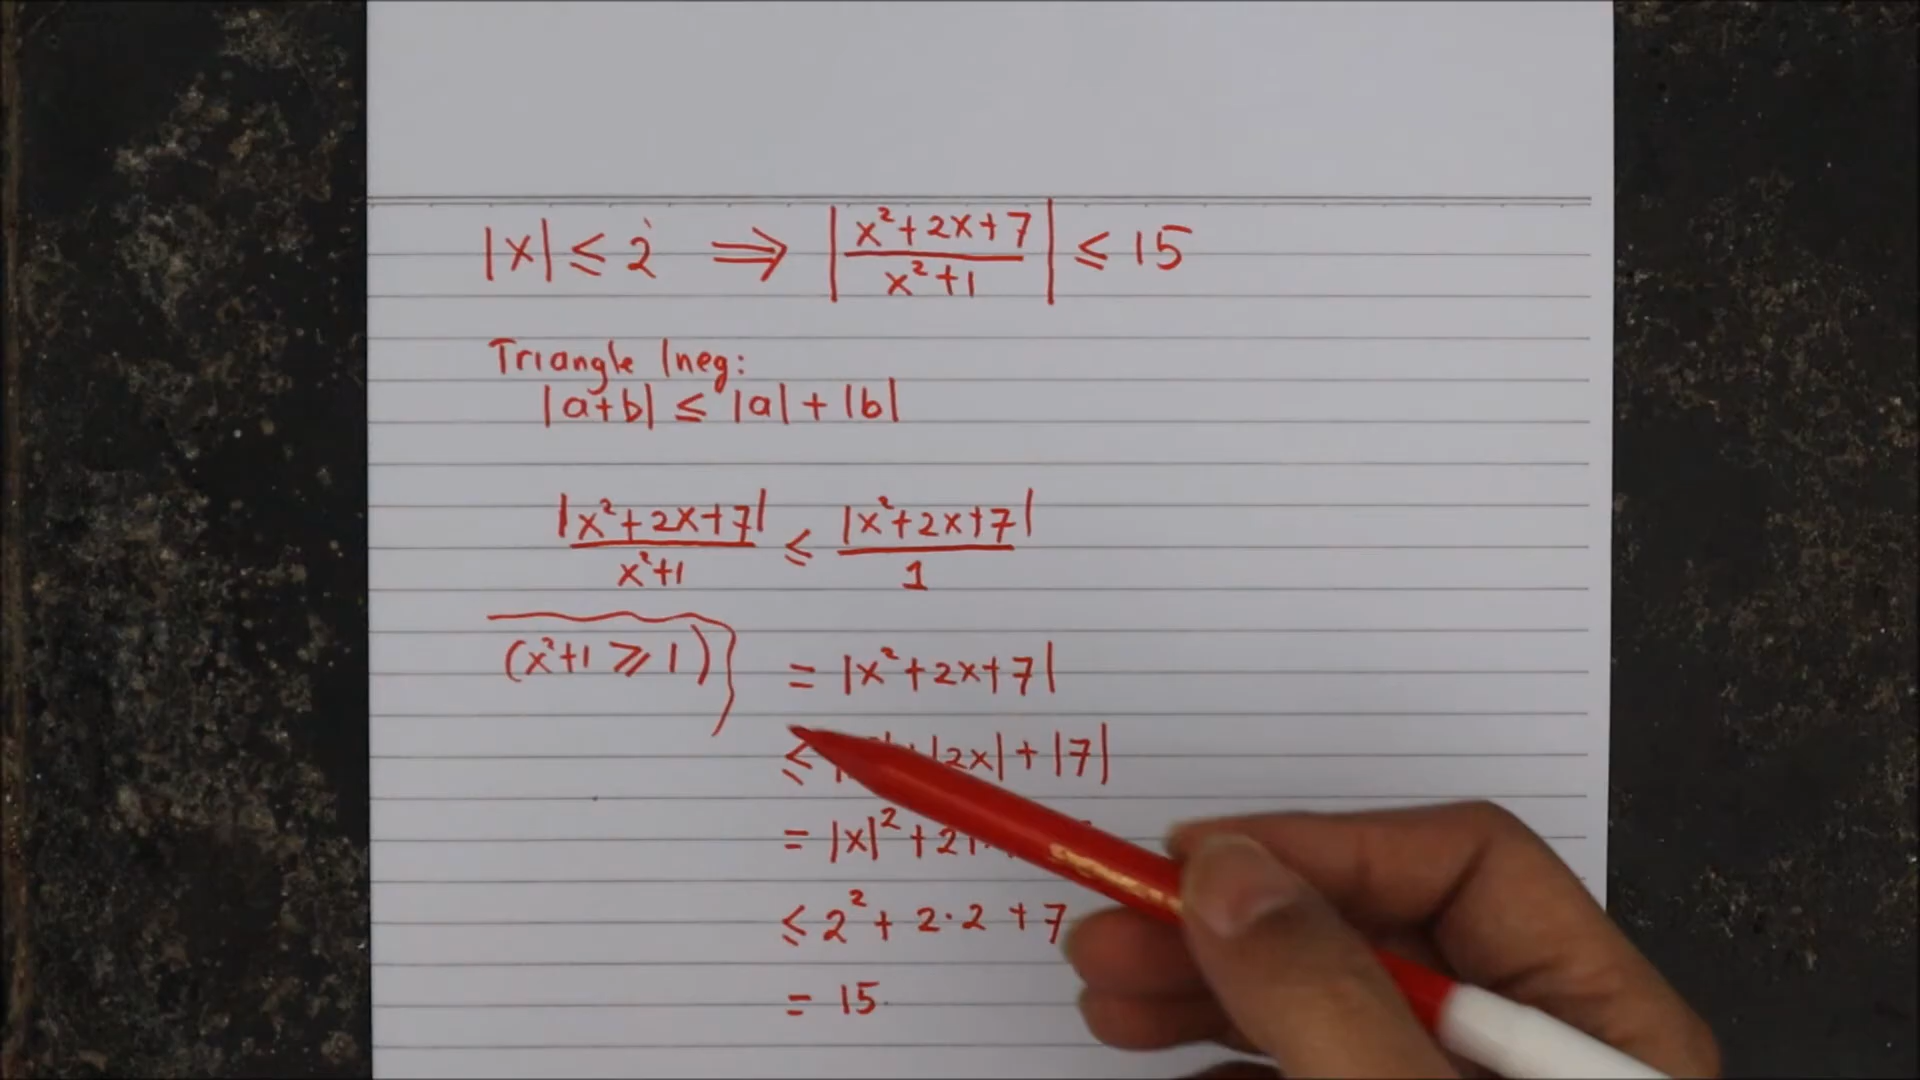 |x| ≤ 2 ⟹ |(x²+2x+7)/(x²+1)| ≤ 15
Triangle Ineq:
|a+b| ≤ |a| + |b|
|x²+2x+7|/(x²+1) ≤ |x²+2x+7|/1
(x²+1 ⩾ 1)
= |x²+2x+7|
≤ |2x| + |7|
= |x|² + 2
≤ 2² + 2·2 + 7
= 15.